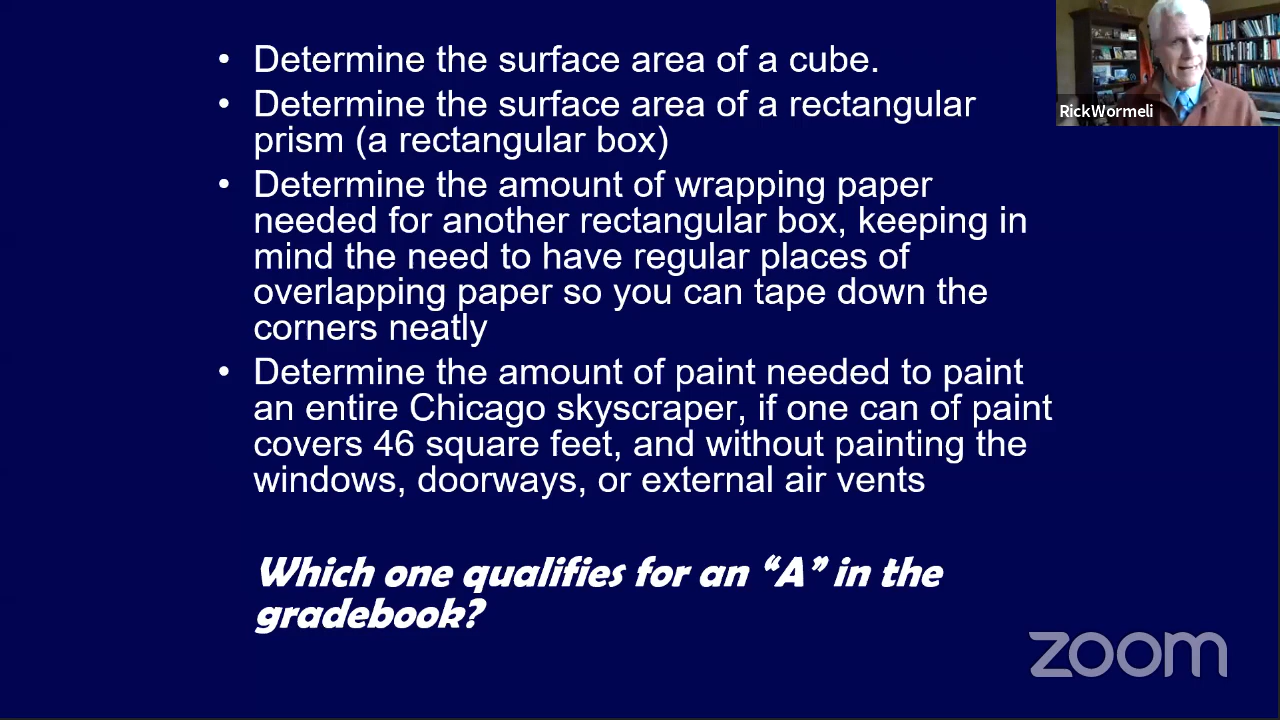 • Determine the surface area of a cube.
• Determine the surface area of a rectangular
prism (a rectangular box)
• Determine the amount of wrapping paper
needed for another rectangular box, keeping in
mind the need to have regular places of
overlapping paper so you can tape down the
corners neatly
• Determine the amount of paint needed to paint
an entire Chicago skyscraper, if one can of paint
covers 46 square feet, and without painting the
windows, doorways, or external air vents
Which one qualifies for an “A” in the
gradebook?
RickWormeli
zoom